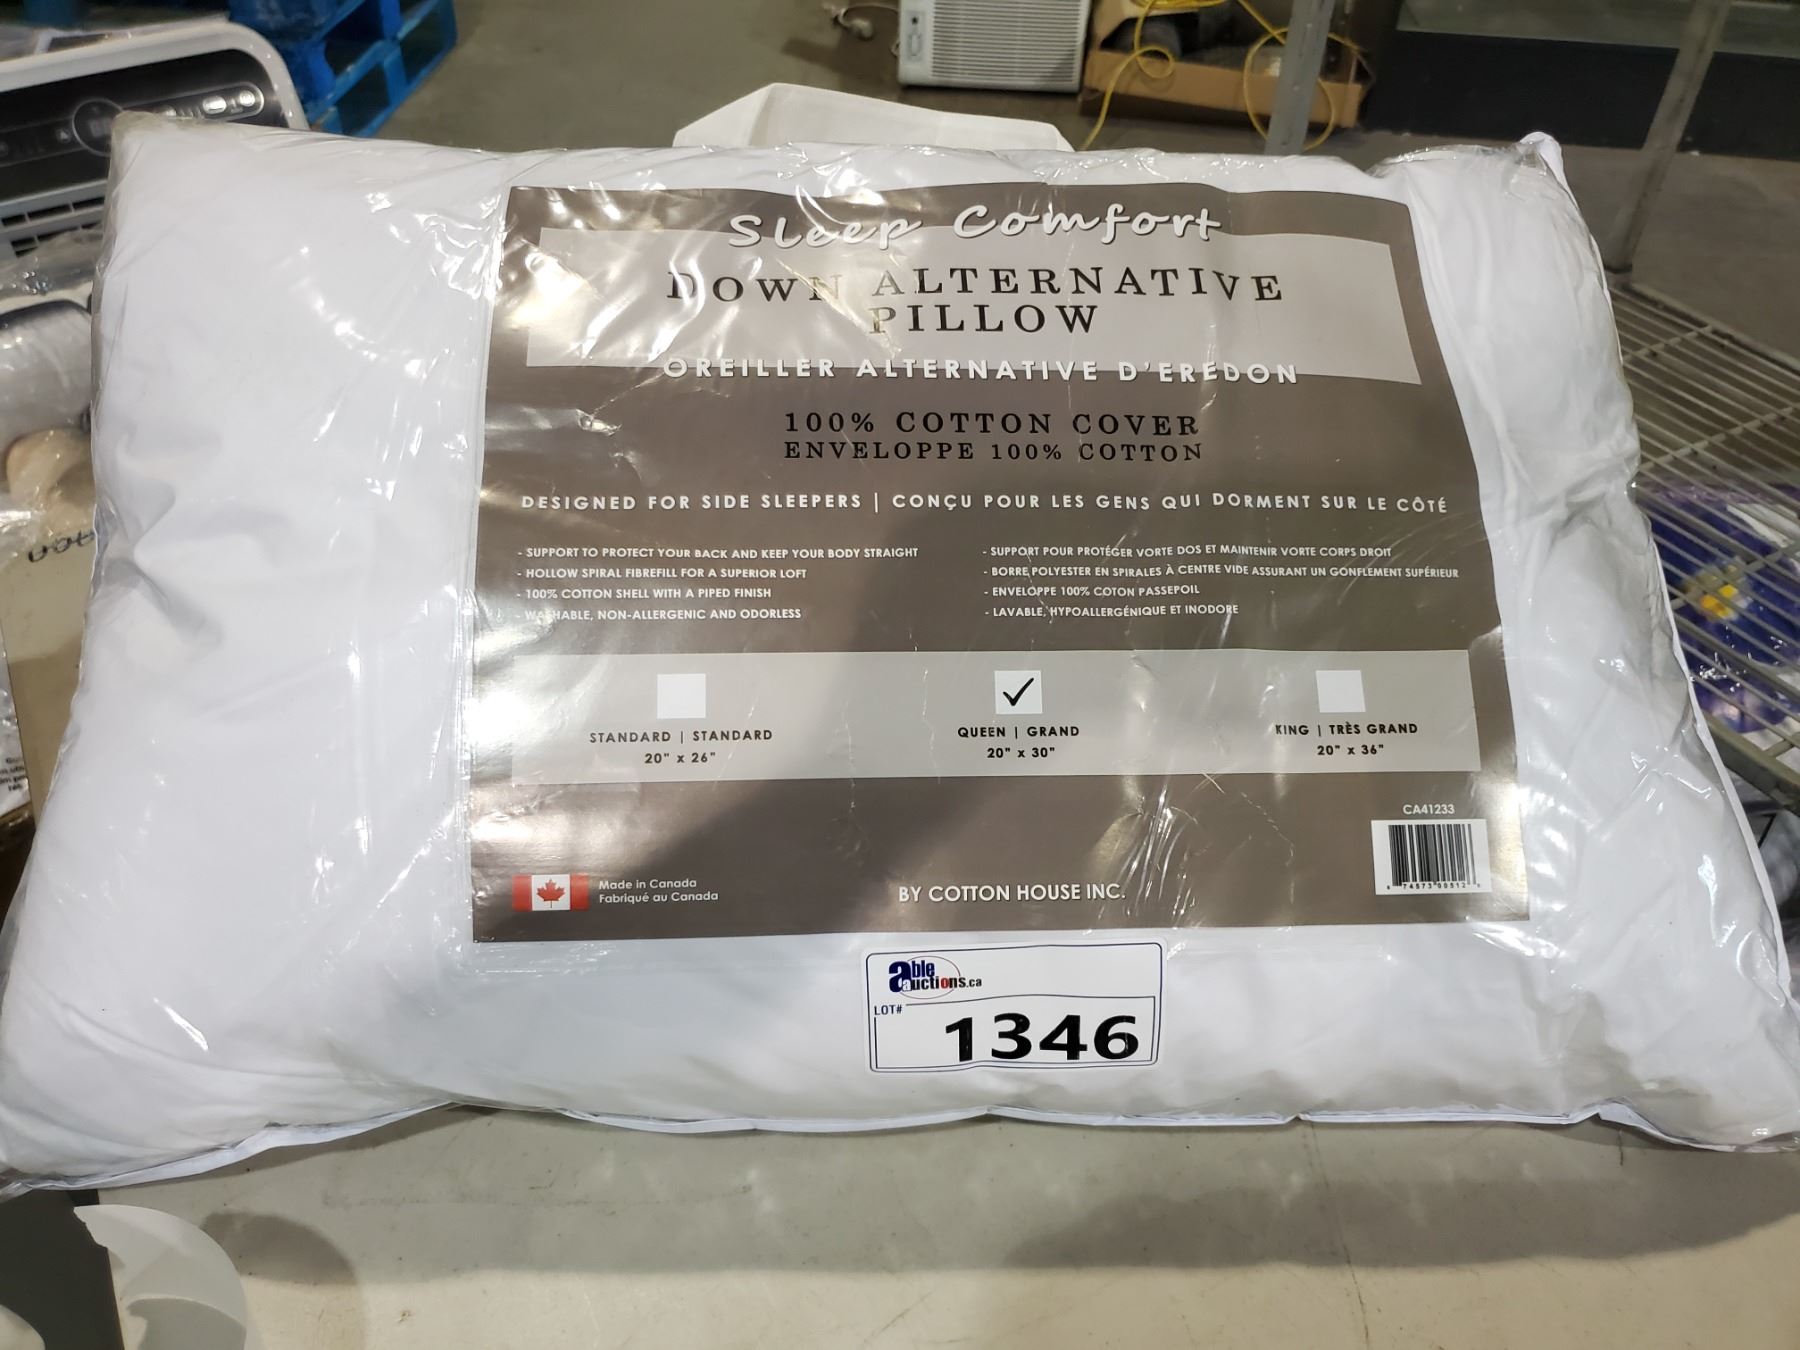 Sleep Comfort
DOWN ALTERNATIVE
PILLOW
OREILLER ALTERNATIVE D'EREDON
100% COTTON COVER
ENVELOPPE 100% COTTON
DESIGNED FOR SIDE SLEEPERS | CONÇU POUR LES GENS QUI DORMENT SUR LE CÔTÉ
- SUPPORT TO PROTECT YOUR BACK AND KEEP YOUR BODY STRAIGHT
- HOLLOW SPIRAL FIBREFILL FOR A SUPERIOR LOFT
- 100% COTTON SHELL WITH A PIPED FINISH
- WASHABLE, NON-ALLERGENIC AND ODORLESS
- SUPPORT POUR PROTÉGER VORTE DOS ET MAINTENIR VORTE CORPS DROIT
- BORRE POLYESTER EN SPIRALES À CENTRE VIDE ASSURANT UN GONFLEMENT SUPÉRIEUR
- ENVELOPPE 100% COTON PASSEPOIL
- LAVABLE, HYPOALLERGÉNIQUE ET INODORE
STANDARD | STANDARD
20" x 26"
QUEEN | GRAND
20" x 30"
KING | TRÈS GRAND
20" x 36"
CA41233
Made in Canada
Fabriqué au Canada
BY COTTON HOUSE INC.
able auctions.ca
LOT#
1346